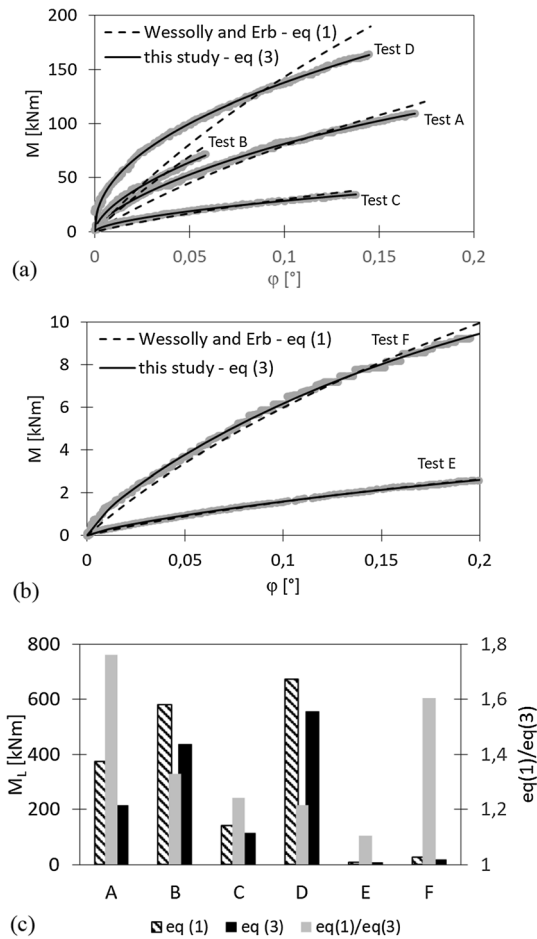 200
150
100
50
0
M [kNm]
Wessolly and Erb - eq (1)
this study - eq (3)
Test D
Test A
Test B
Test C
0
0,05
0,1
0,15
0,2
φ [°]
(a)
10
8
6
4
2
0
M [kNm]
Wessolly and Erb - eq (1)
this study - eq (3)
Test F
Test E
0
0,05
0,1
0,15
0,2
φ [°]
(b)
800
600
400
200
0
ML [kNm]
1,8
1,6
1,4
1,2
1
eq(1)/eq(3)
A
B
C
D
E
F
eq (1)
eq (3)
eq(1)/eq(3)
(c)